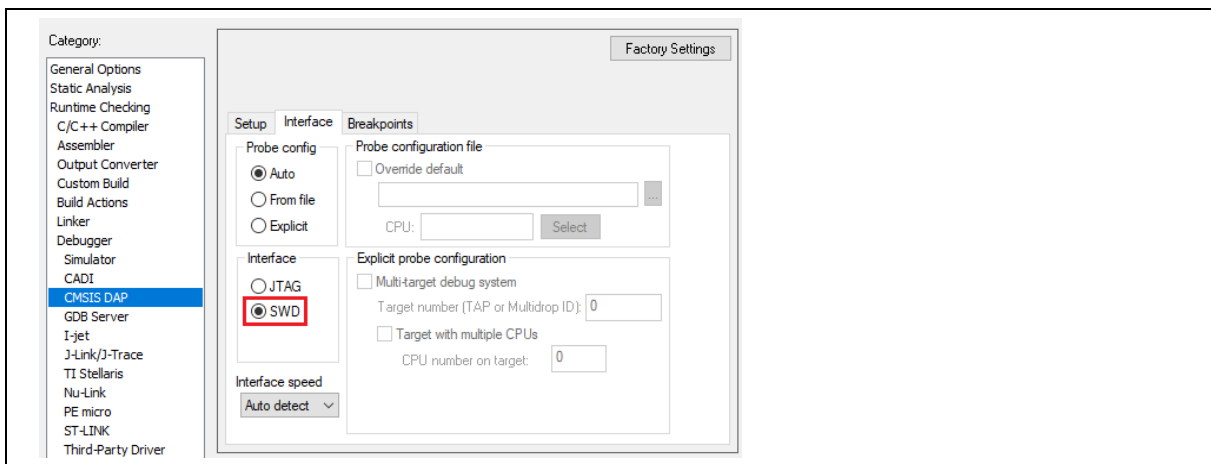 Category:
General Options
Static Analysis
Runtime Checking
C/C++ Compiler
Assembler
Output Converter
Custom Build
Build Actions
Linker
Debugger
Simulator
CADI
CMSIS DAP
GDB Server
I-jet
J-Link/J-Trace
TI Stellaris
Nu-Link
PE micro
ST-LINK
Third-Party Driver
Factory Settings
Setup Interface Breakpoints
Probe config
Auto
From file
Explicit
Probe configuration file
Override default
...
CPU: Select
Interface
JTAG
SWD
Interface speed
Auto detect
Explicit probe configuration
Multi-target debug system
Target number (TAP or Multidrop ID): 0
Target with multiple CPUs
CPU number on target: 0